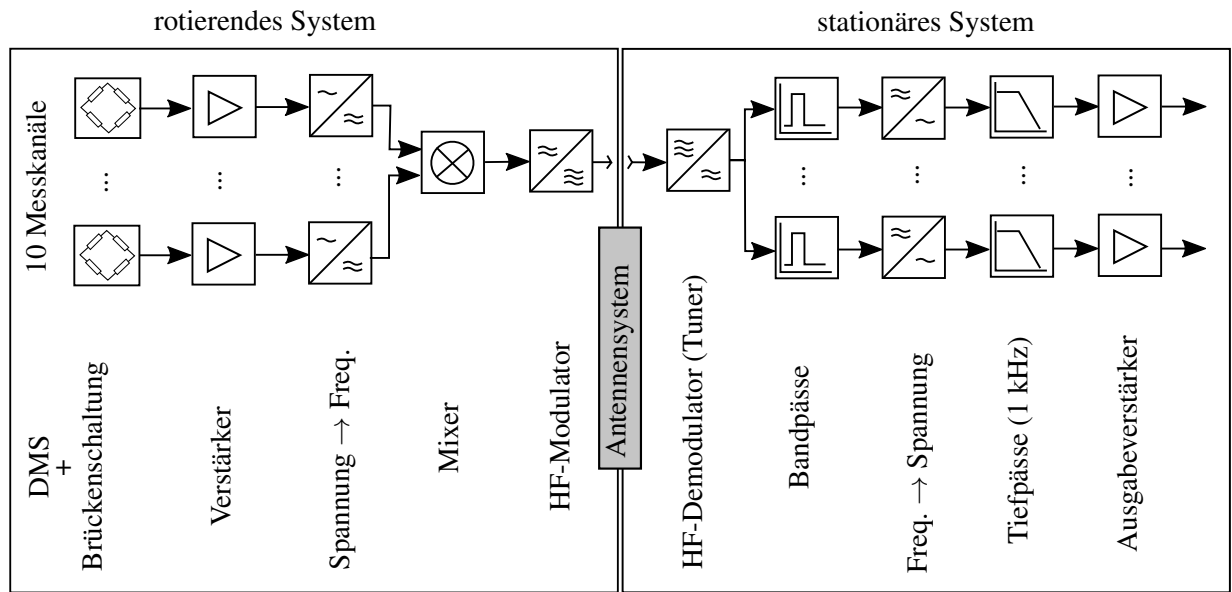 rotierendes System
stationäres System
10 Messkanäle
...
...
...
...
...
...
...
DMS
+
Brückenschaltung
Verstärker
Spannung → Freq.
Mixer
HF-Modulator
Antennensystem
HF-Demodulator (Tuner)
Bandpässe
Freq. → Spannung
Tiefpässe (1 kHz)
Ausgabeverstärker